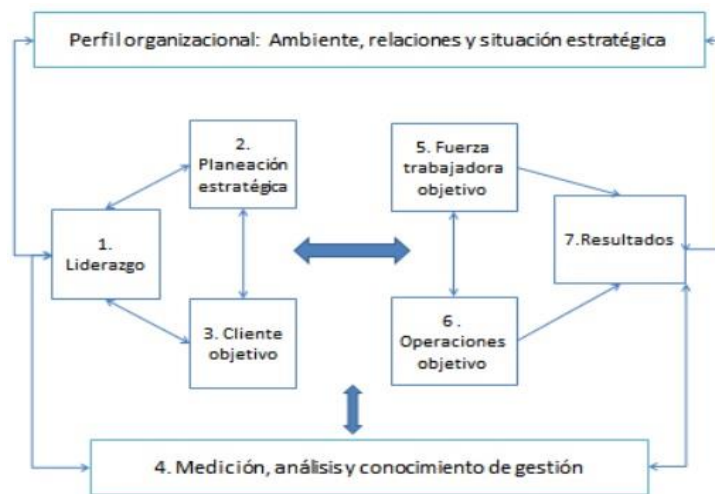 Perfil organizacional: Ambiente, relaciones y situación estratégica
2.
Planeación
estratégica
5. Fuerza
trabajadora
objetivo
1.
Liderazgo
7.Resultados
3. Cliente
objetivo
6 .
Operaciones
objetivo
4. Medición, análisis y conocimiento de gestión